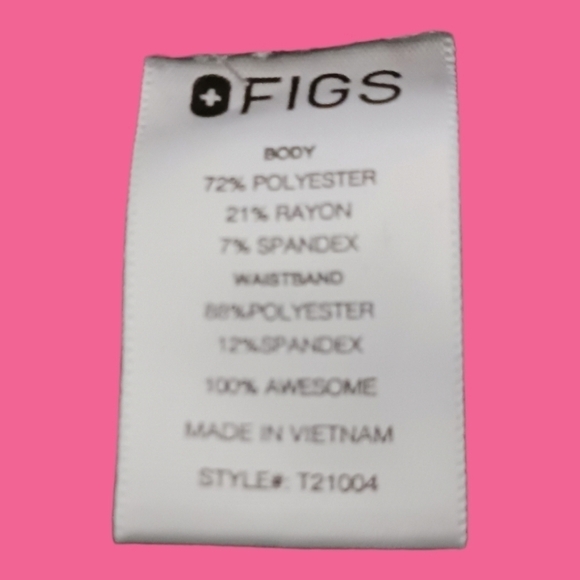 FIGS
BODY
72% POLYESTER
21% RAYON
7% SPANDEX
WAISTBAND
88%POLYESTER
12%SPANDEX
100% AWESOME
MADE IN VIETNAM
STYLE#: T21004